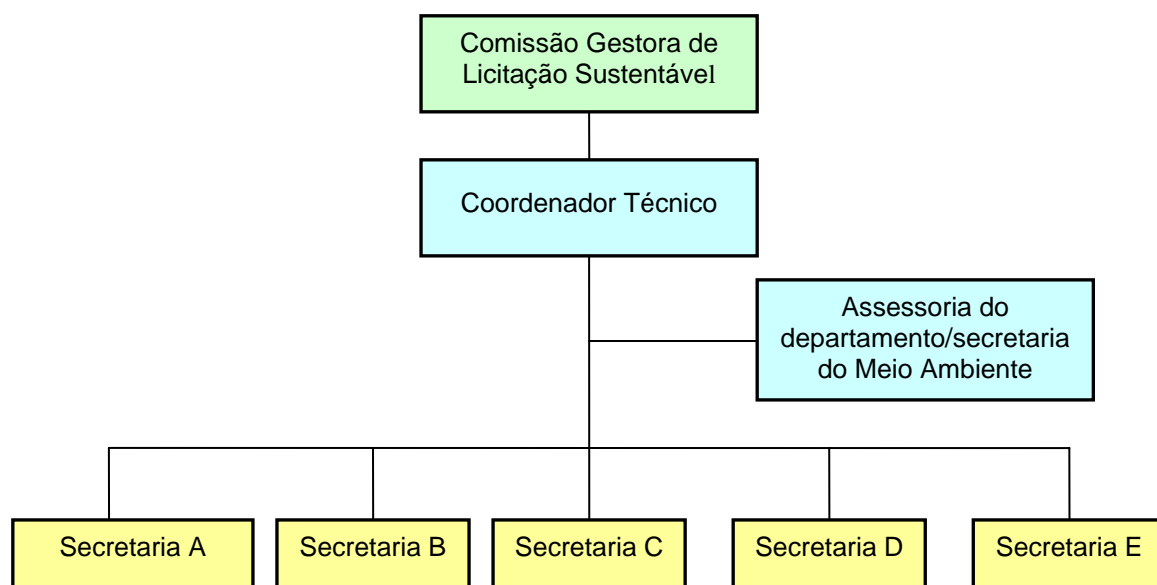 Comissão Gestora de
Licitação Sustentável
Coordenador Técnico
Assessoria do
departamento/secretaria
do Meio Ambiente
Secretaria A
Secretaria B
Secretaria C
Secretaria D
Secretaria E